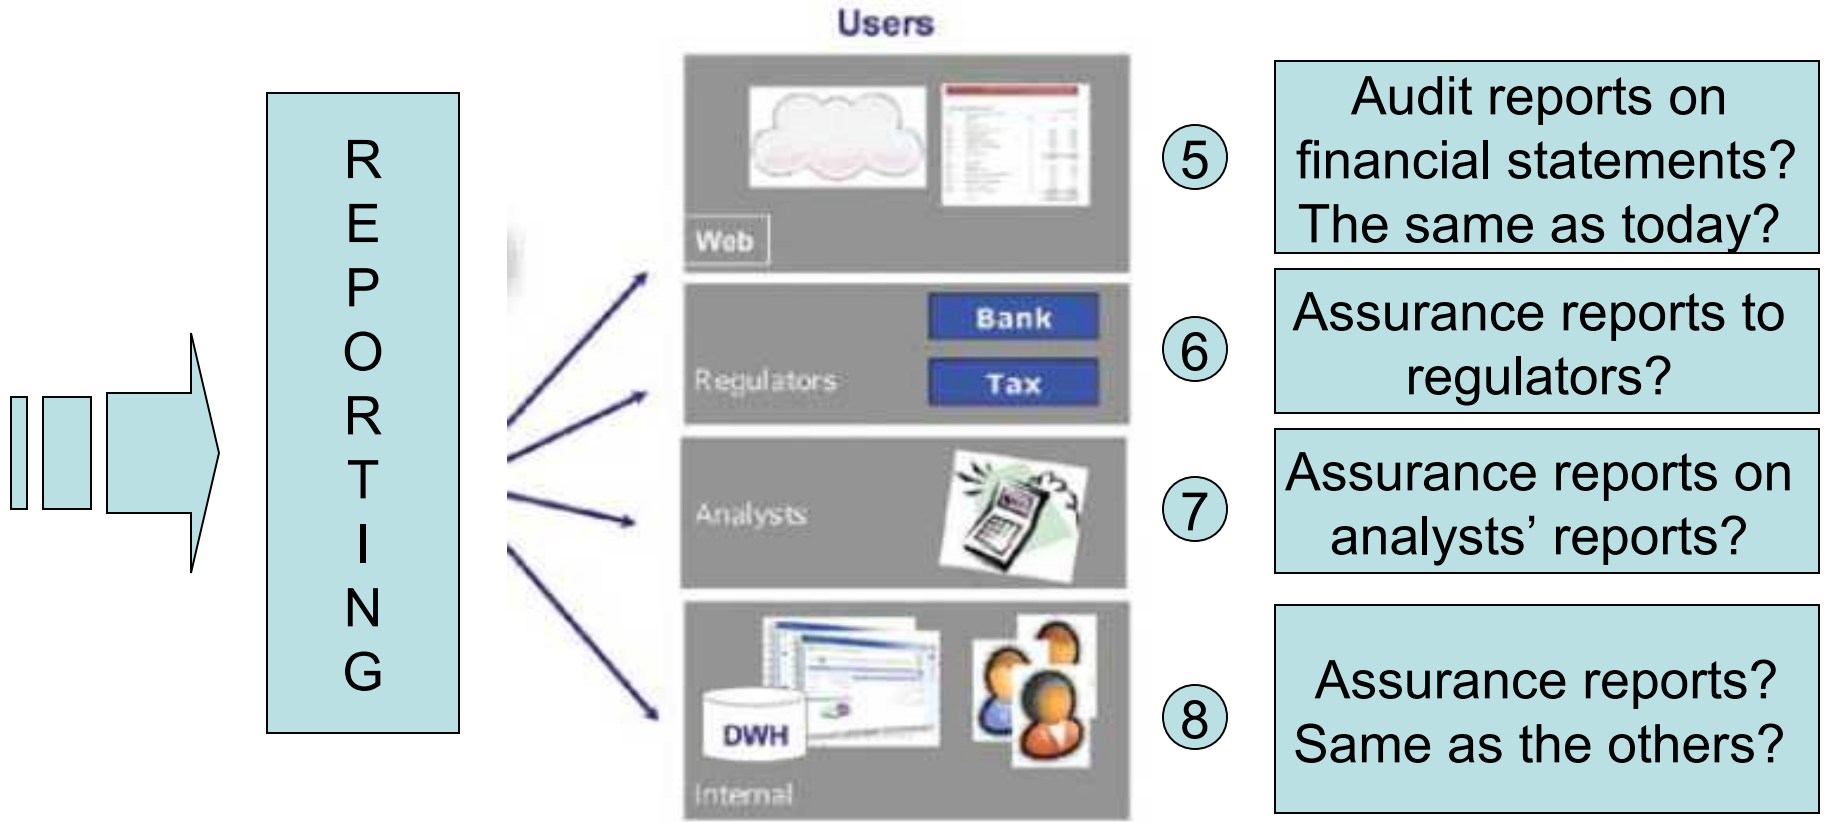 Users
REPORTING
Web
5
Audit reports on
financial statements?
The same as today?
Bank
Regulators
Tax
6
Assurance reports to
regulators?
Analysts
7
Assurance reports on
analysts’ reports?
DWH
Internal
8
Assurance reports?
Same as the others?